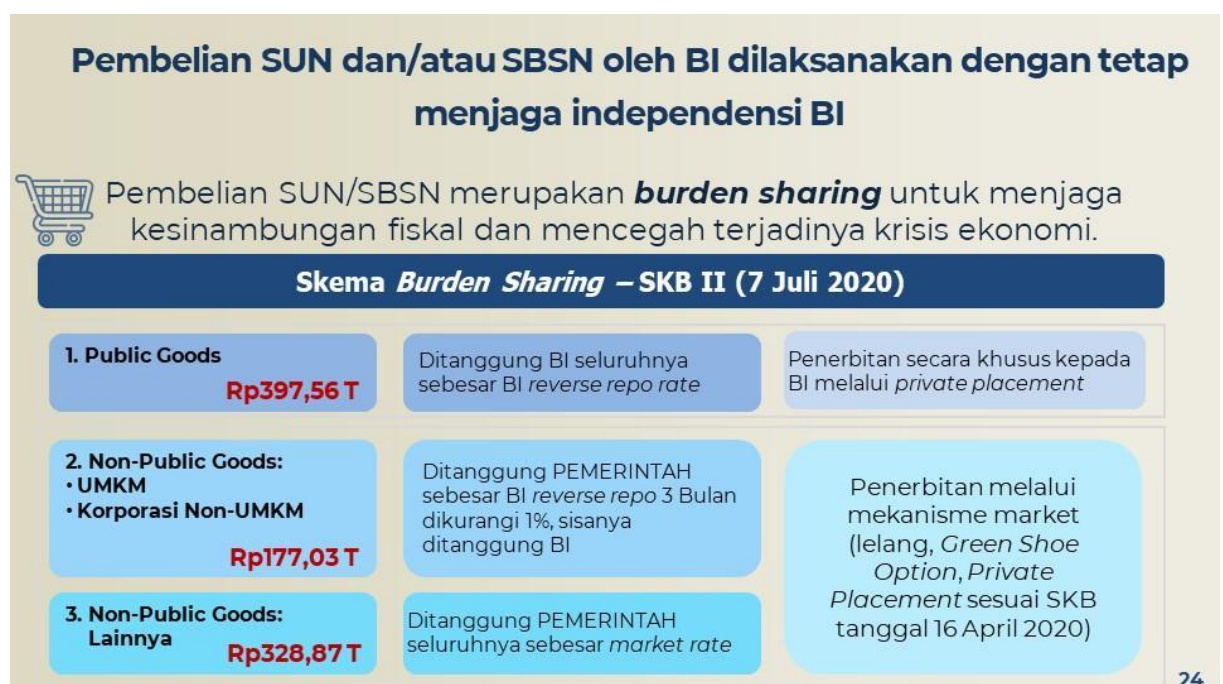 Pembelian SUN dan/atau SBSN oleh BI dilaksanakan dengan tetap
menjaga independensi BI
Pembelian SUN/SBSN merupakan burden sharing untuk menjaga
kesinambungan fiskal dan mencegah terjadinya krisis ekonomi.
Skema Burden Sharing – SKB II (7 Juli 2020)
1. Public Goods
Rp397,56 T
Ditanggung BI seluruhnya
sebesar BI reverse repo rate
Penerbitan secara khusus kepada
BI melalui private placement
2. Non-Public Goods:
• UMKM
• Korporasi Non-UMKM
Rp177,03 T
Ditanggung PEMERINTAH
sebesar BI reverse repo 3 Bulan
dikurangi 1%, sisanya
ditanggung BI
Penerbitan melalui
mekanisme market
(lelang, Green Shoe
Option, Private
Placement sesuai SKB
tanggal 16 April 2020)
3. Non-Public Goods:
Lainnya
Rp328,87 T
Ditanggung PEMERINTAH
seluruhnya sebesar market rate
24